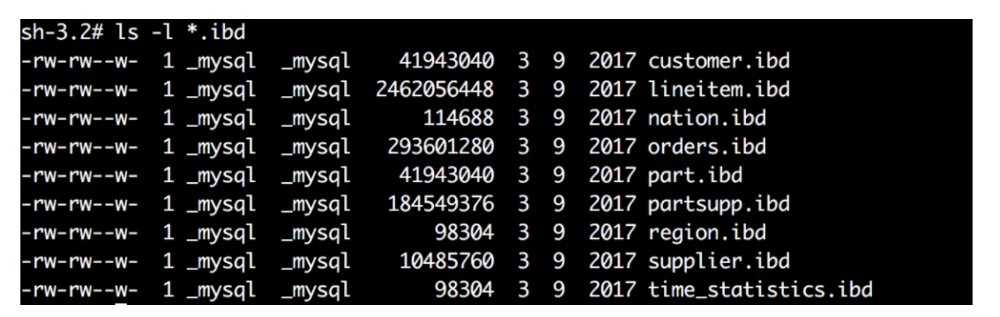 sh-3.2# ls -l *.ibd
-rw-rw--w-  1 _mysql  _mysql    41943040  3  9  2017 customer.ibd
-rw-rw--w-  1 _mysql  _mysql  2462056448  3  9  2017 lineitem.ibd
-rw-rw--w-  1 _mysql  _mysql      114688  3  9  2017 nation.ibd
-rw-rw--w-  1 _mysql  _mysql   293601280  3  9  2017 orders.ibd
-rw-rw--w-  1 _mysql  _mysql    41943040  3  9  2017 part.ibd
-rw-rw--w-  1 _mysql  _mysql   184549376  3  9  2017 partsupp.ibd
-rw-rw--w-  1 _mysql  _mysql       98304  3  9  2017 region.ibd
-rw-rw--w-  1 _mysql  _mysql    10485760  3  9  2017 supplier.ibd
-rw-rw--w-  1 _mysql  _mysql       98304  3  9  2017 time_statistics.ibd